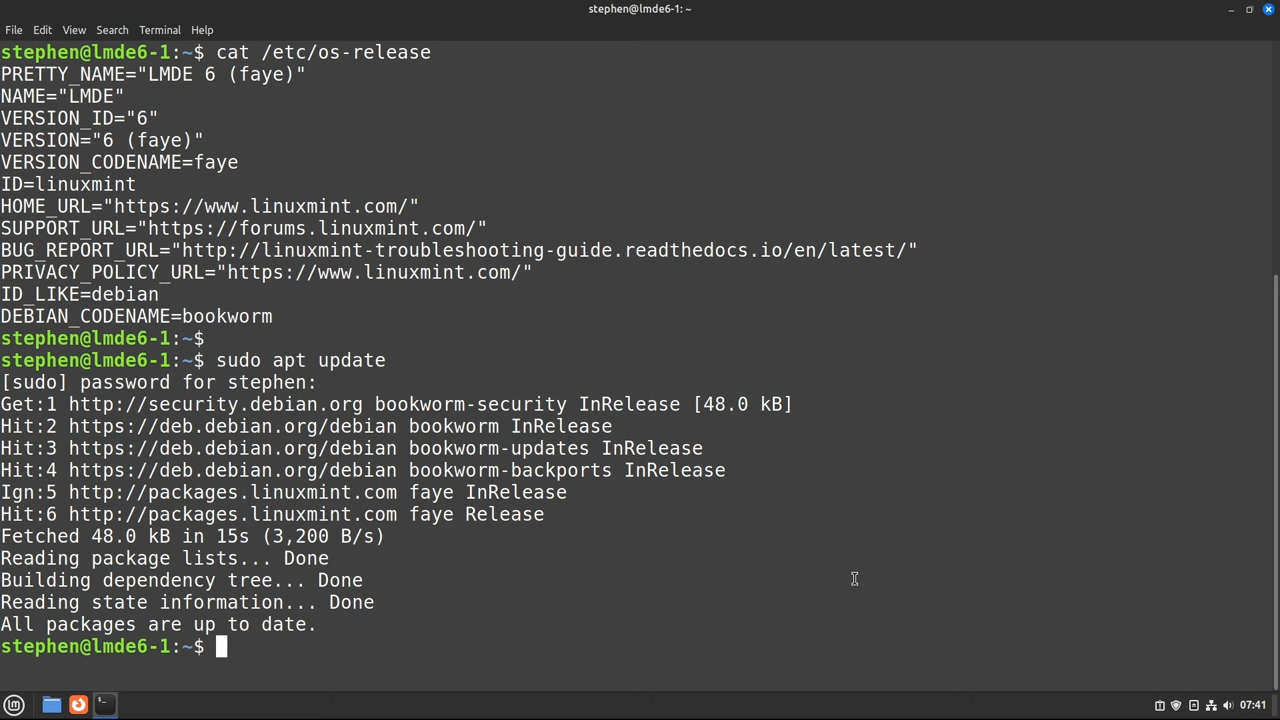 stephen@lmde6-1: ~
File Edit View Search Terminal Help
stephen@lmde6-1:~$ cat /etc/os-release
PRETTY_NAME="LMDE 6 (faye)"
NAME="LMDE"
VERSION_ID="6"
VERSION="6 (faye)"
VERSION_CODENAME=faye
ID=linuxmint
HOME_URL="https://www.linuxmint.com/"
SUPPORT_URL="https://forums.linuxmint.com/"
BUG_REPORT_URL="http://linuxmint-troubleshooting-guide.readthedocs.io/en/latest/"
PRIVACY_POLICY_URL="https://www.linuxmint.com/"
ID_LIKE=debian
DEBIAN_CODENAME=bookworm
stephen@lmde6-1:~$
stephen@lmde6-1:~$ sudo apt update
[sudo] password for stephen:
Get:1 http://security.debian.org bookworm-security InRelease [48.0 kB]
Hit:2 https://deb.debian.org/debian bookworm InRelease
Hit:3 https://deb.debian.org/debian bookworm-updates InRelease
Hit:4 https://deb.debian.org/debian bookworm-backports InRelease
Ign:5 http://packages.linuxmint.com faye InRelease
Hit:6 http://packages.linuxmint.com faye Release
Fetched 48.0 kB in 15s (3,200 B/s)
Reading package lists... Done
Building dependency tree... Done
Reading state information... Done
All packages are up to date.
stephen@lmde6-1:~$
07:41